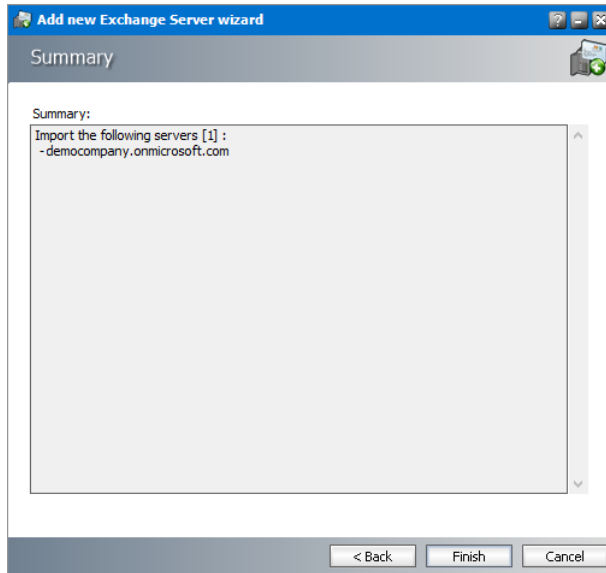 Add new Exchange Server wizard
Summary
Summary:
Import the following servers [1] :
-democompany.onmicrosoft.com
< Back Finish Cancel